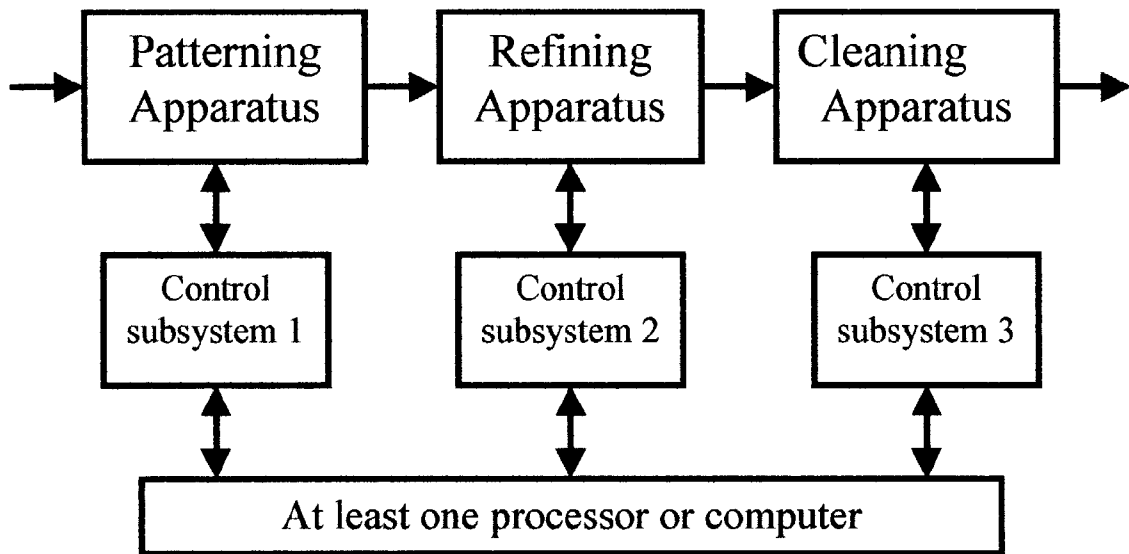 Patterning
Apparatus
Refining
Apparatus
Cleaning
Apparatus
Control
subsystem 1
Control
subsystem 2
Control
subsystem 3
At least one processor or computer